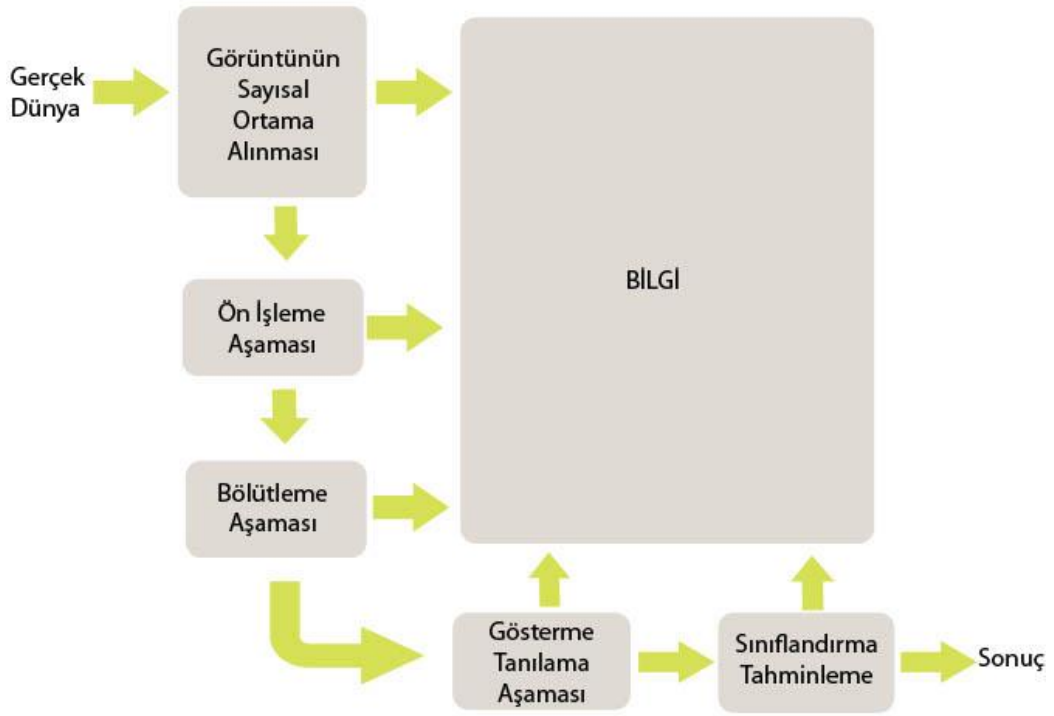 Gerçek
Dünya
Görüntünün
Sayısal
Ortama
Alınması
BİLGİ
Ön İşleme
Aşaması
Bölütleme
Aşaması
Gösterme
Tanılama
Aşaması
Sınıflandırma
Tahminleme
Sonuç